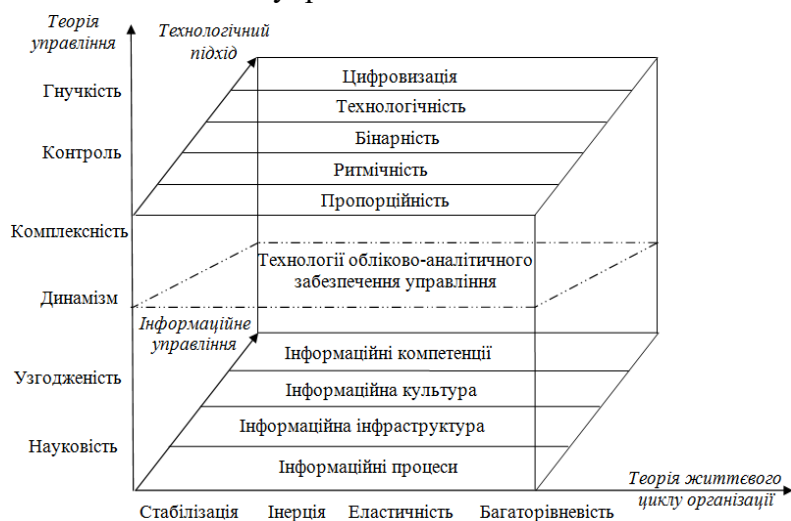 Теорія
управління
Технологічний
підхід
Гнучкість
Цифровизація
Технологічність
Контроль
Бінарність
Ритмічність
Пропорційність
Комплексність
Технології обліково-аналітичного
забезпечення управління
Динамізм
Інформаційне
управління
Інформаційні компетенції
Узгодженість
Інформаційна культура
Інформаційна інфраструктура
Науковість
Інформаційні процеси
Теорія життєвого
циклу організації
Стабілізація Інерція Еластичність Багаторівневість